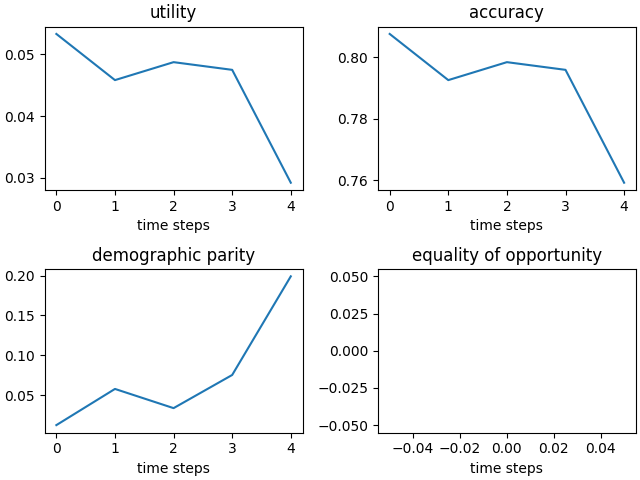 utility
0.05
0.04
0.03
0 1 2 3 4
time steps
accuracy
0.80
0.78
0.76
0 1 2 3 4
time steps
demographic parity
0.20
0.15
0.10
0.05
0 1 2 3 4
time steps
equality of opportunity
0.050
0.025
0.000
−0.025
−0.050
−0.04 −0.02 0.00 0.02 0.04
time steps